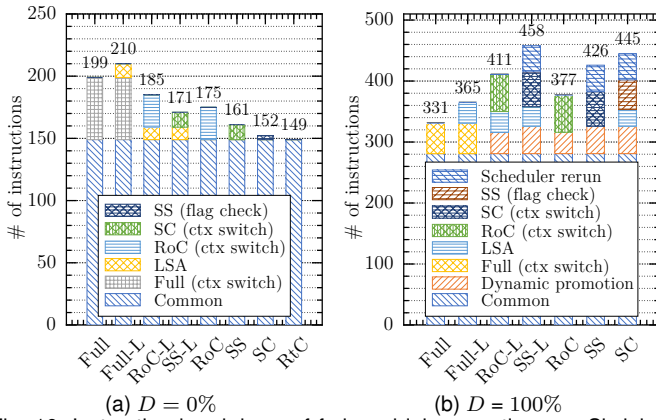 250
200
150
100
50
0
# of instructions
199
210
185
171
175
161
152
149
SS (flag check)
SC (ctx switch)
RoC (ctx switch)
LSA
Full (ctx switch)
Common
Full
Full-L
RoC-L
SS-L
RoC
SS
SC
RtC
(a) D = 0%
500
400
300
200
100
0
# of instructions
331
365
411
458
377
426
445
Scheduler rerun
SS (flag check)
SC (ctx switch)
RoC (ctx switch)
LSA
Full (ctx switch)
Dynamic promotion
Common
Full
Full-L
RoC-L
SS-L
RoC
SS
SC
(b) D = 100%